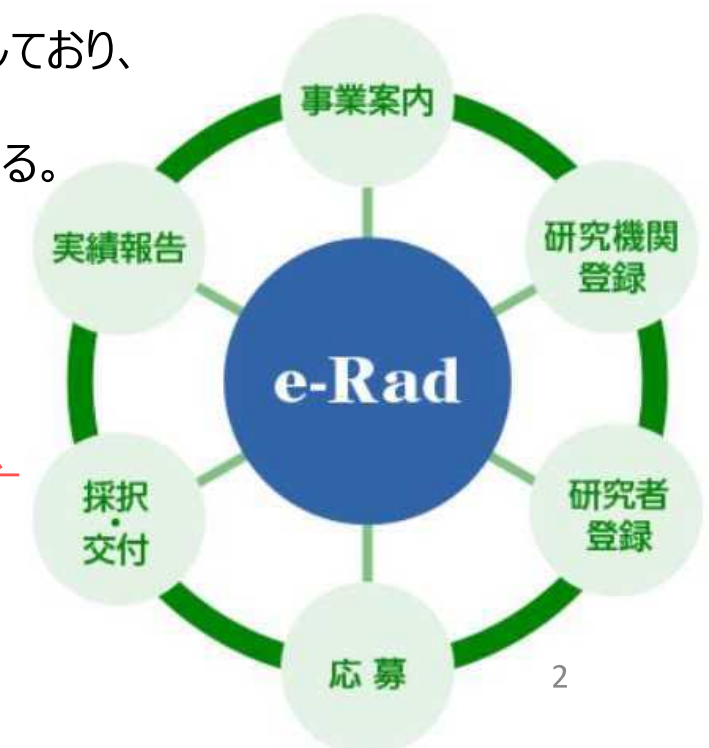 しており、
る。
事業案内
研究機関
登録
研究者
登録
応 募
採択
・
交付
実績報告
e-Rad
2